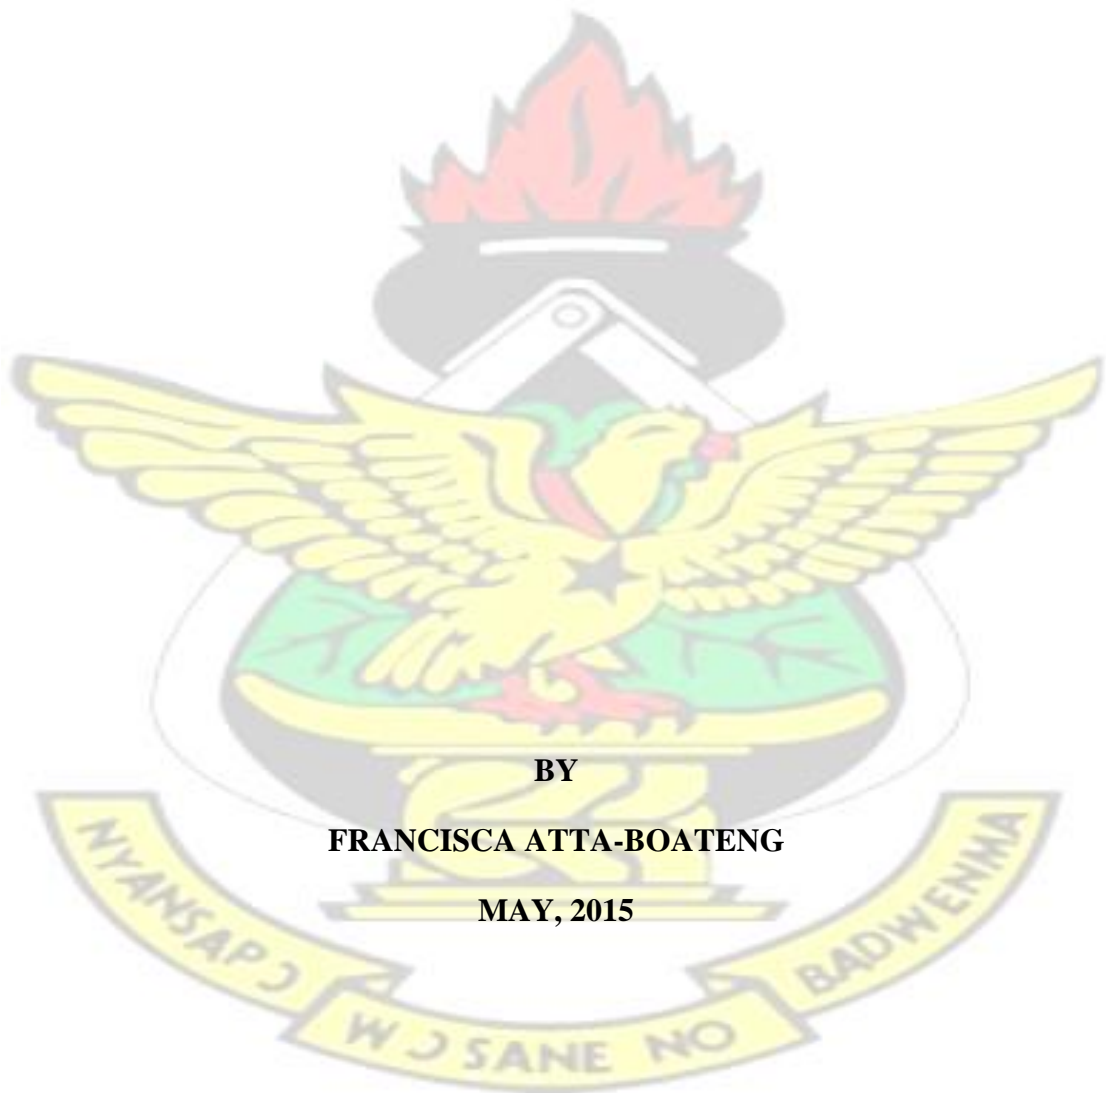 BY
FRANCISCA ATTA-BOATENG
MAY, 2015
NYANSAPƆ
WƆSANE NO
BADWENMA